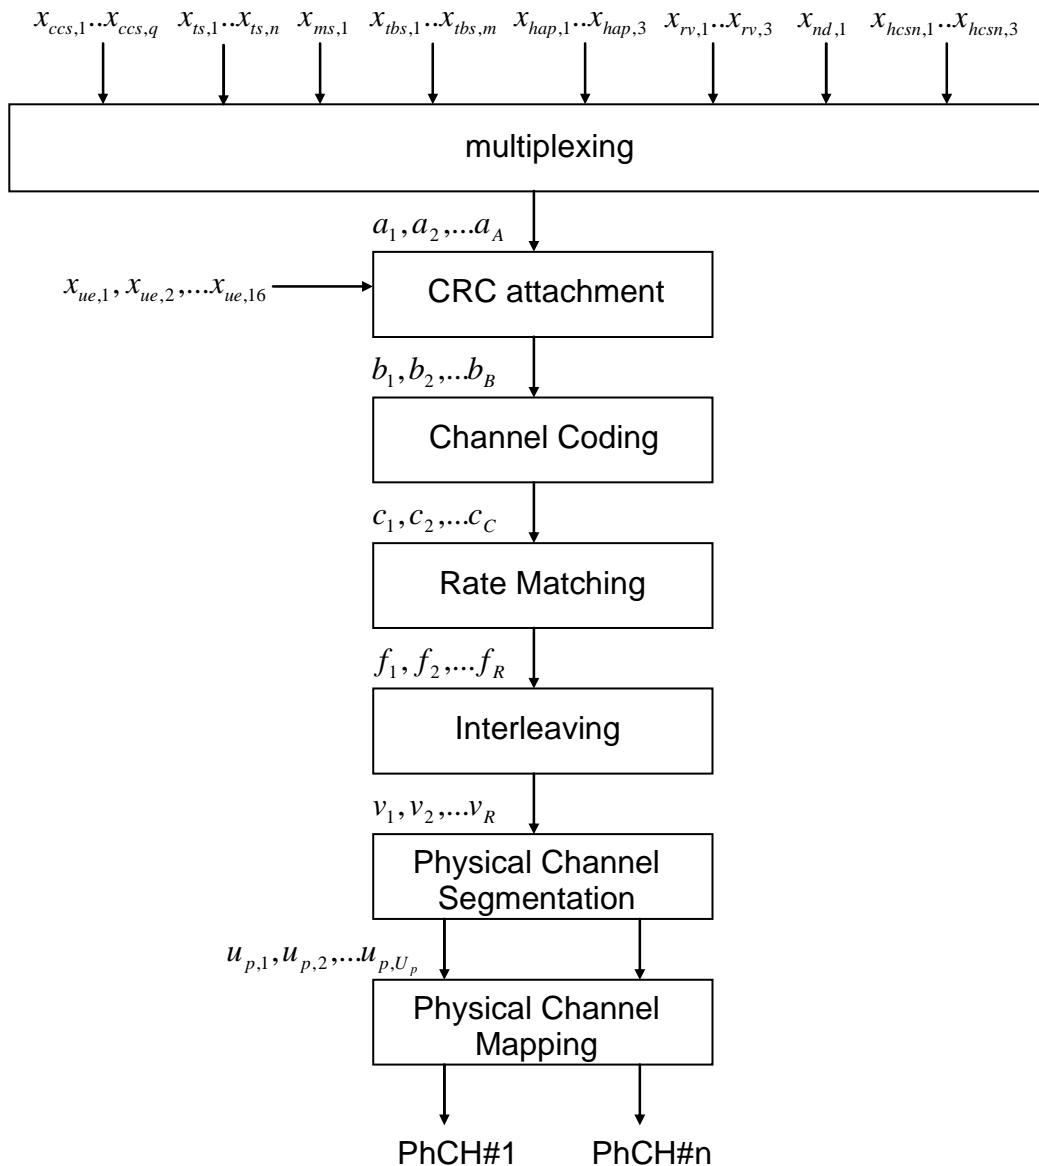 x_{ccs,1}..x_{ccs,q} x_{ts,1}..x_{ts,n} x_{ms,1} x_{tbs,1}..x_{tbs,m} x_{hap,1}..x_{hap,3} x_{rv,1}..x_{rv,3} x_{nd,1} x_{hcsn,1}..x_{hcsn,3}
multiplexing
a_1, a_2,...a_A
x_{ue,1}, x_{ue,2},...x_{ue,16}
CRC attachment
b_1, b_2,...b_B
Channel Coding
c_1, c_2,...c_C
Rate Matching
f_1, f_2,...f_R
Interleaving
v_1, v_2,...v_R
Physical Channel
Segmentation
u_{p,1}, u_{p,2},...u_{p,U_p}
Physical Channel
Mapping
PhCH#1 PhCH#n